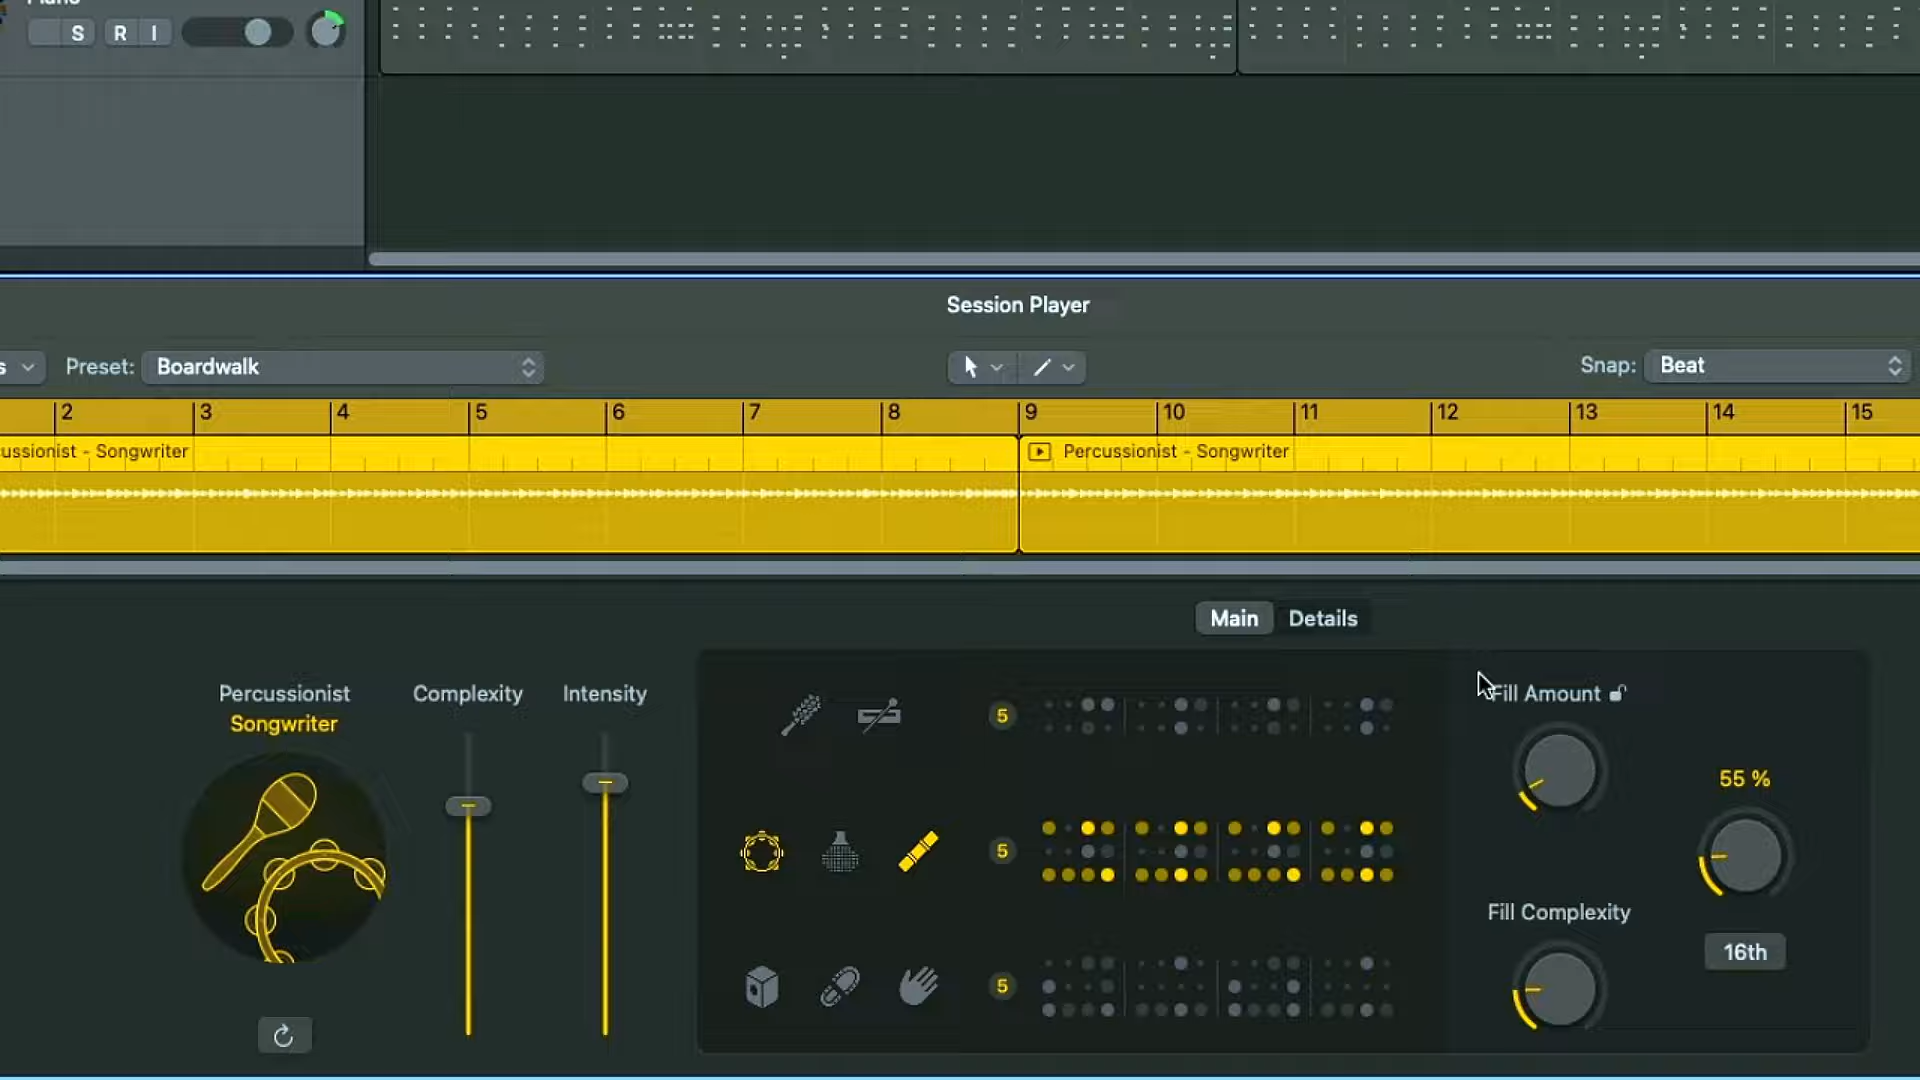 S R I
Session Player
s Preset: Boardwalk Snap: Beat
2 3 4 5 6 7 8 9 10 11 12 13 14 15
ussionist - Songwriter Percussionist - Songwriter
Main Details
Percussionist Complexity Intensity Fill Amount
Songwriter
5
55 %
5
Fill Complexity
16th
5